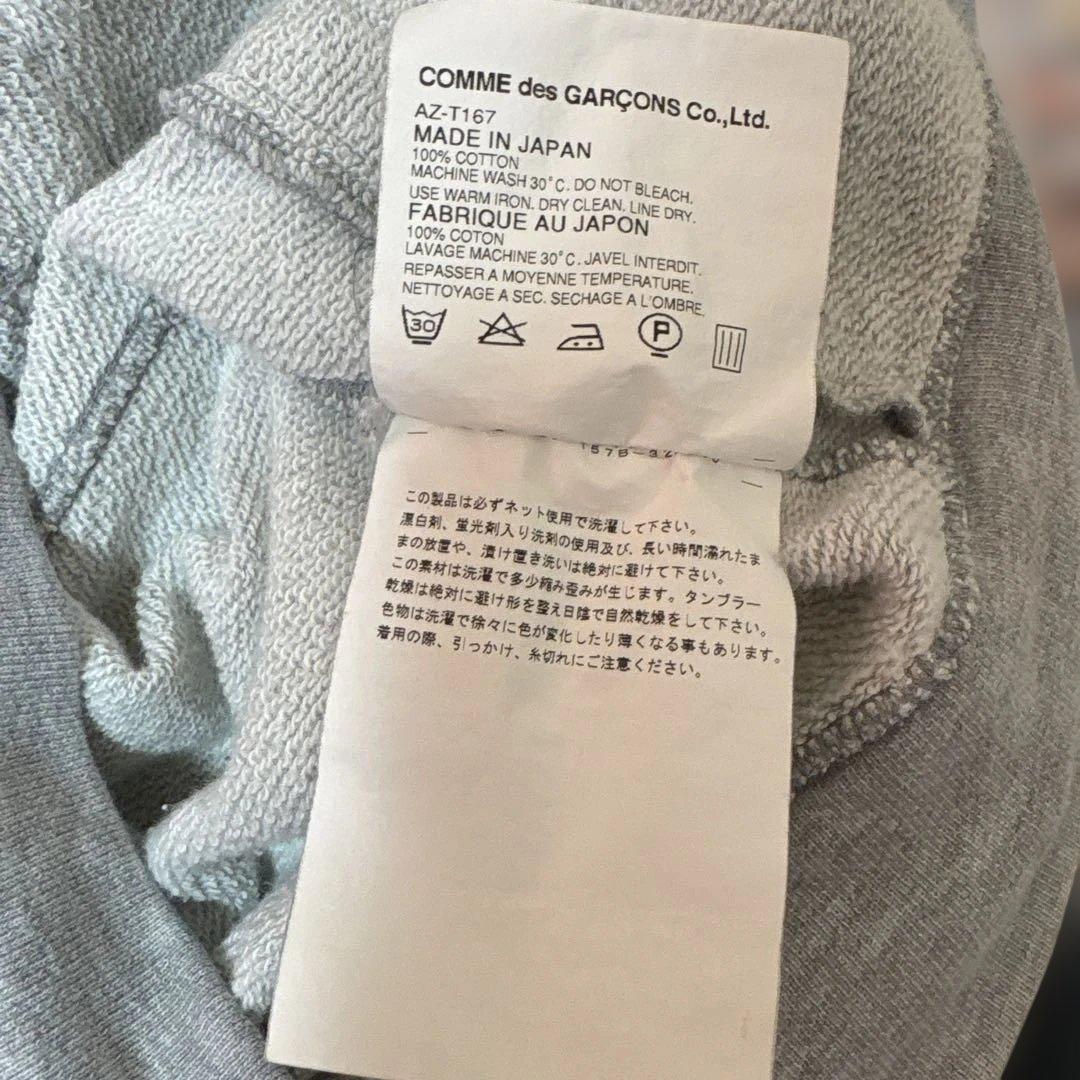 COMME des GARÇONS Co.,Ltd.
AZ-T167
MADE IN JAPAN
100% COTTON
MACHINE WASH 30°C. DO NOT BLEACH.
USE WARM IRON. DRY CLEAN. LINE DRY.
FABRIQUE AU JAPON
100% COTON
LAVAGE MACHINE 30°C. JAVEL INTERDIT.
REPASSER A MOYENNE TEMPERATURE.
NETTOYAGE A SEC. SECHAGE A L'OMBRE.
30 P
この製品は必ずネット使用で洗濯して下さい。
漂白剤、蛍光剤入り洗剤の使用及び、長い時間濡れたま
まの放置や、漬け置き洗いは絶対に避けて下さい。
この素材は洗濯で多少縮み歪みが生じます。タンブラー
乾燥は絶対に避け形を整え日陰で自然乾燥をして下さい。
色物は洗濯で徐々に色が変化したり薄くなる事もあります。
着用の際、引っかけ、糸切れにご注意ください。